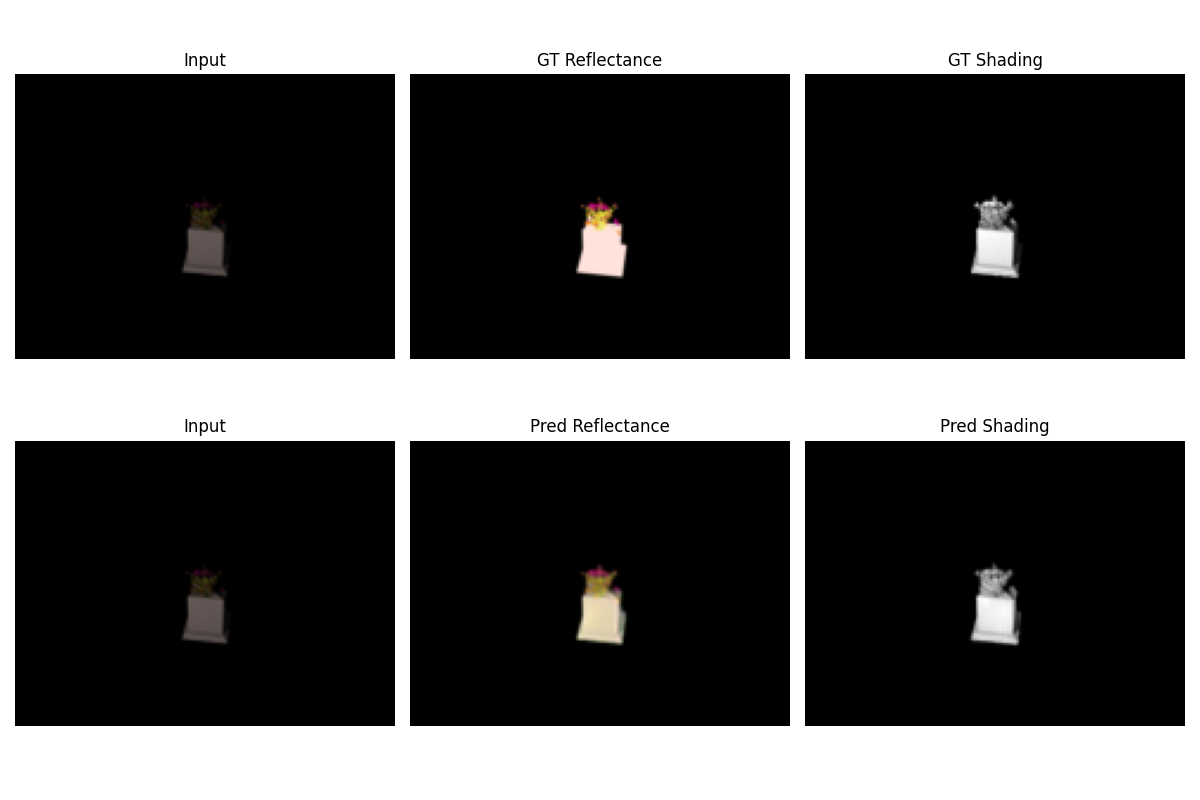 Input
GT Reflectance
GT Shading
Input
Pred Reflectance
Pred Shading